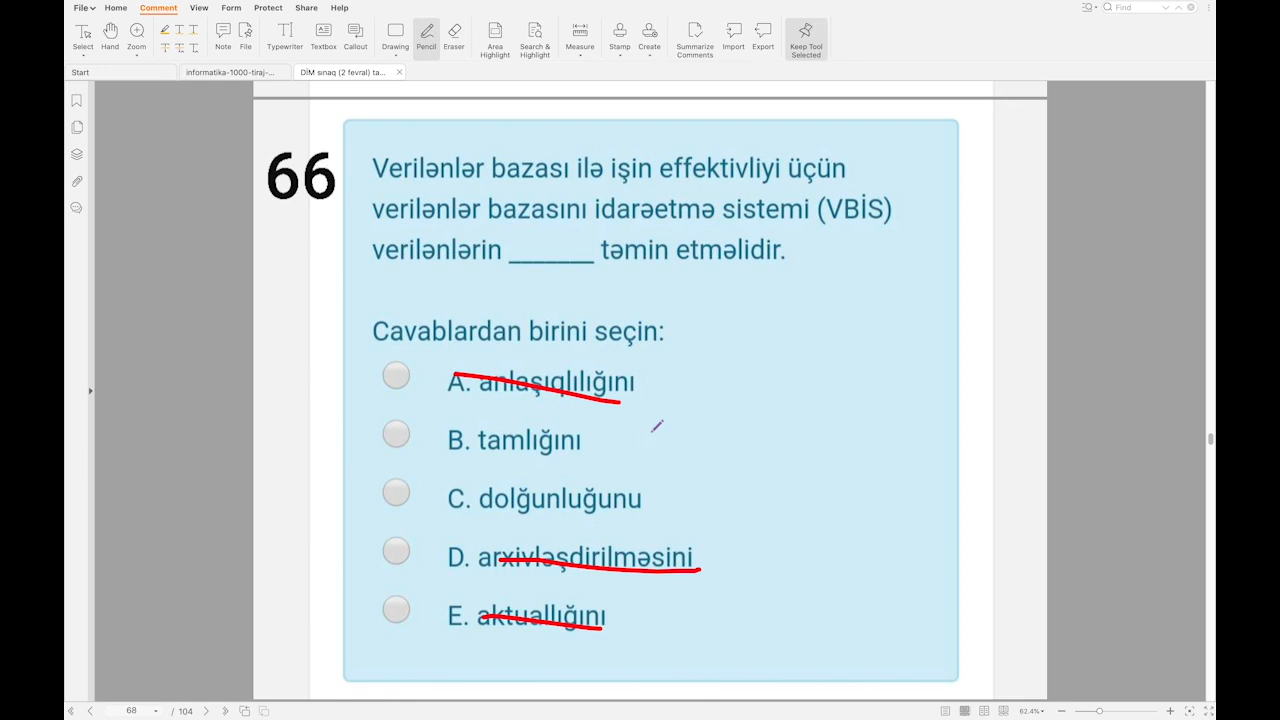 File Home Comment View Form Protect Share Help Find
Select Hand Zoom Note File Typewriter Textbox Callout Drawing Pencil Eraser Area Highlight Search & Highlight Measure Stamp Create Summarize Comments Import Export Keep Tool Selected
Start informatika-1000-tiraj-... DİM sınaq (2 fevral) ta...
66
Verilənlər bazası ilə işin effektivliyi üçün
verilənlər bazasını idarəetmə sistemi (VBİS)
verilənlərin _______ təmin etməlidir.
Cavablardan birini seçin:
A. anlaşıqlılığını
B. tamlığını
C. dolğunluğunu
D. arxivləşdirilməsini
E. aktuallığını
68 / 104 62.4%